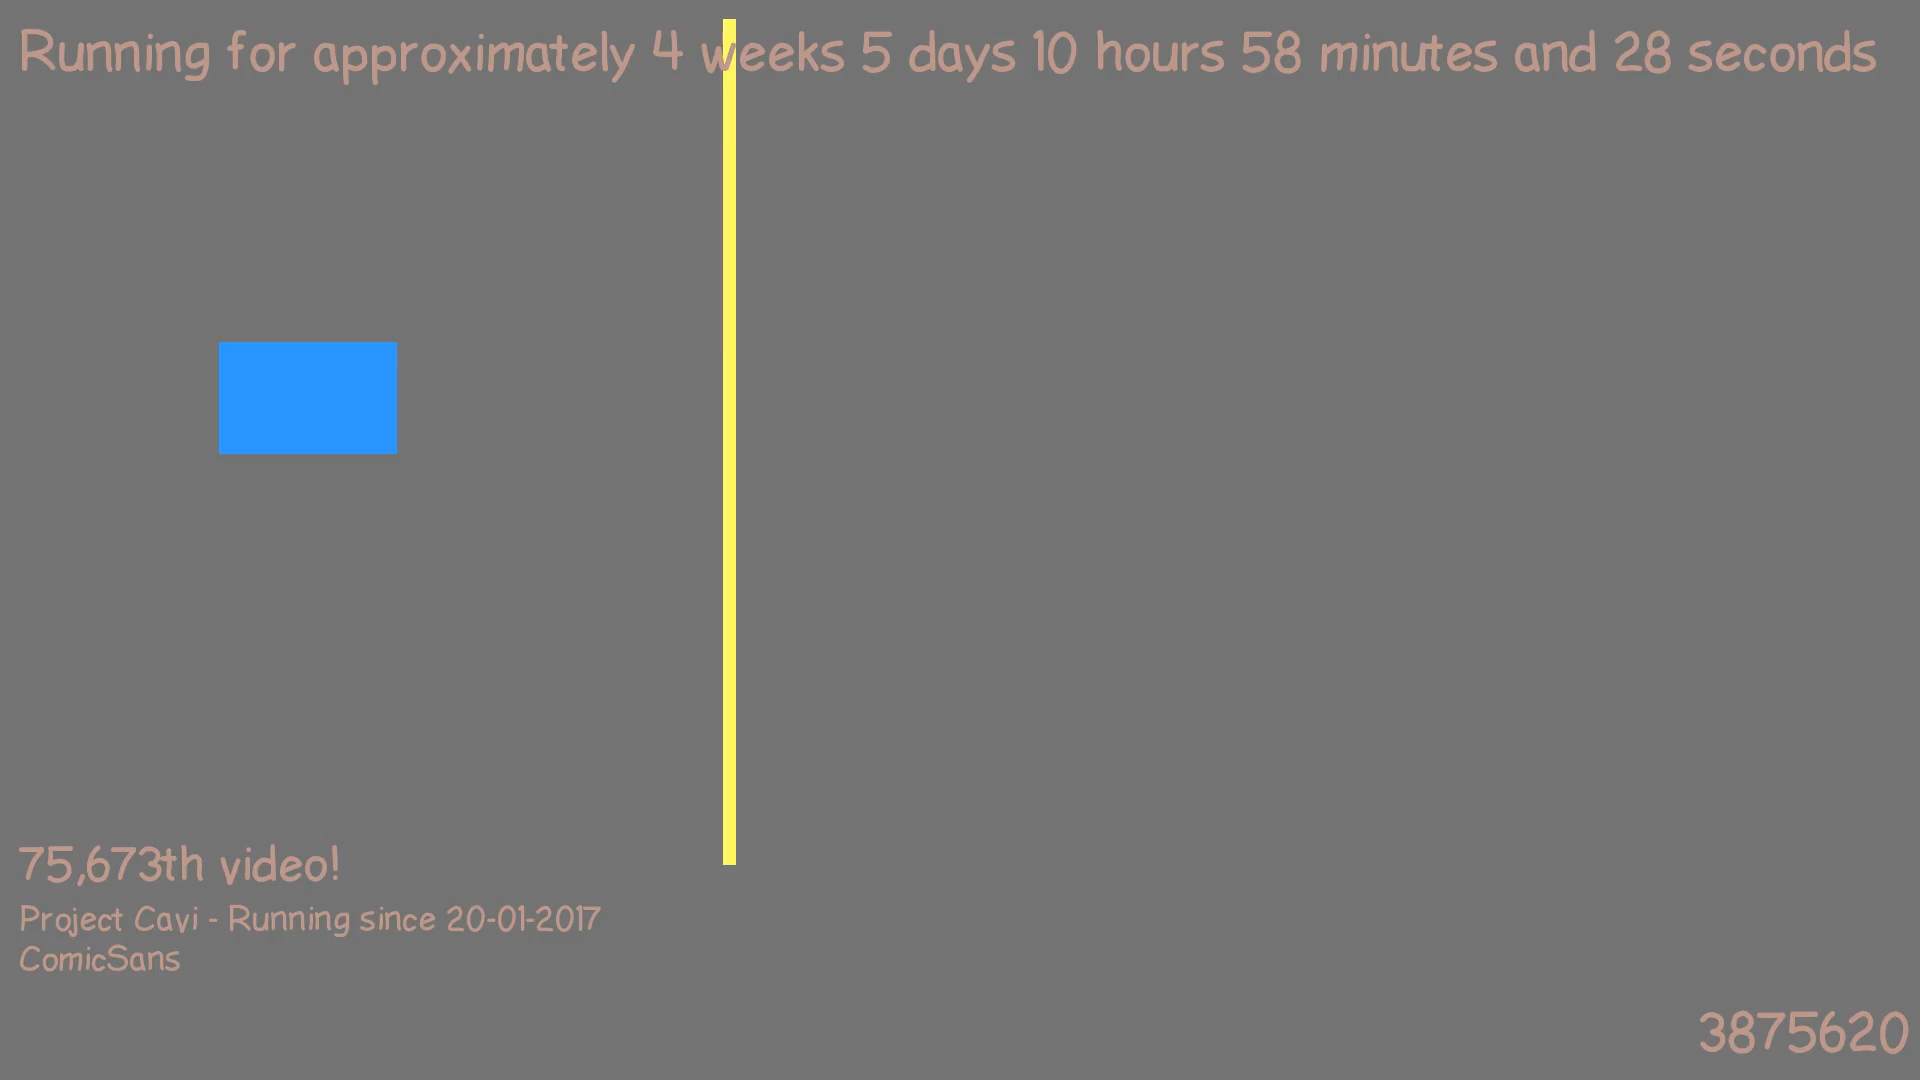 Running for approximately 4 weeks 5 days 10 hours 58 minutes and 28 seconds
75,673th video!
Project Cavi - Running since 20-01-2017
ComicSans
3875620